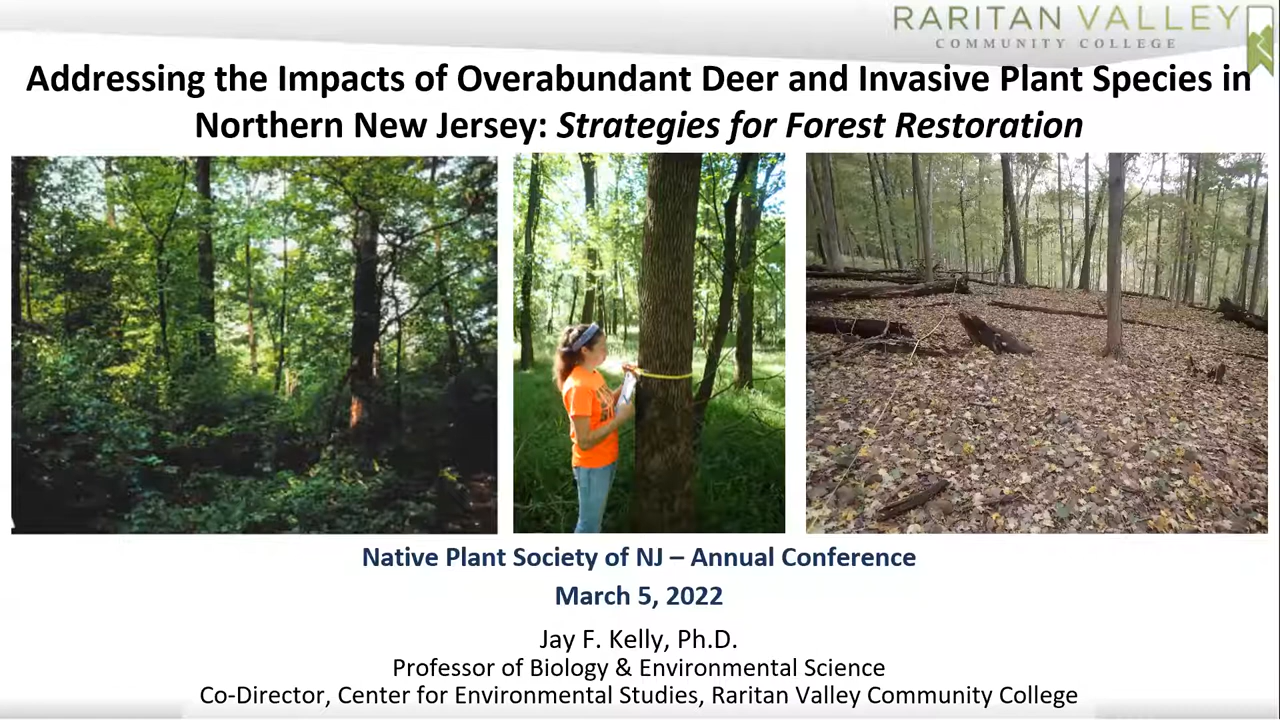 RARITAN VALLEY
COMMUNITY COLLEGE
Addressing the Impacts of Overabundant Deer and Invasive Plant Species in
Northern New Jersey: Strategies for Forest Restoration
Native Plant Society of NJ – Annual Conference
March 5, 2022
Jay F. Kelly, Ph.D.
Professor of Biology & Environmental Science
Co-Director, Center for Environmental Studies, Raritan Valley Community College